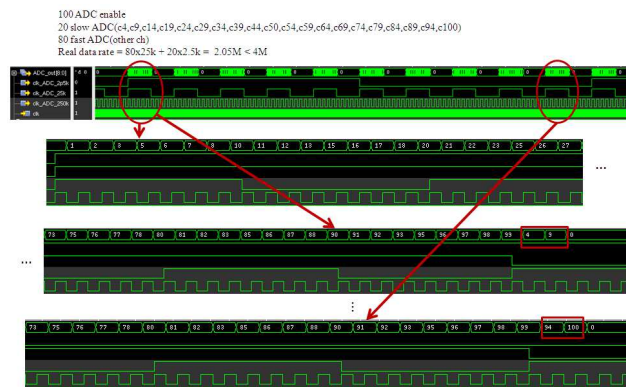 100 ADC enable
20 slow ADC(c4,c9,c14,c19,c24,c29,c34,c39,c44,c50,c54,c59,c64,c69,c74,c79,c84,c89,c94,c100)
80 fast ADC(other ch)
Real data rate = 80x25k + 20x2.5k = 2.05M < 4M
ADC_out[8:0]
clk_ADC_2p5k
clk_ADC_25k
clk_ADC_250k
clk
1 2 3 5 6 7 8 10 11 12 13 15 16 17 18 20 21 22 23 25 26 27 ...
73 75 76 77 78 80 81 82 83 85 86 87 88 90 91 92 93 95 96 97 98 99 4 9 0
...
73 75 76 77 78 80 81 82 83 85 86 87 88 90 91 92 93 95 96 97 98 99 94 100 0